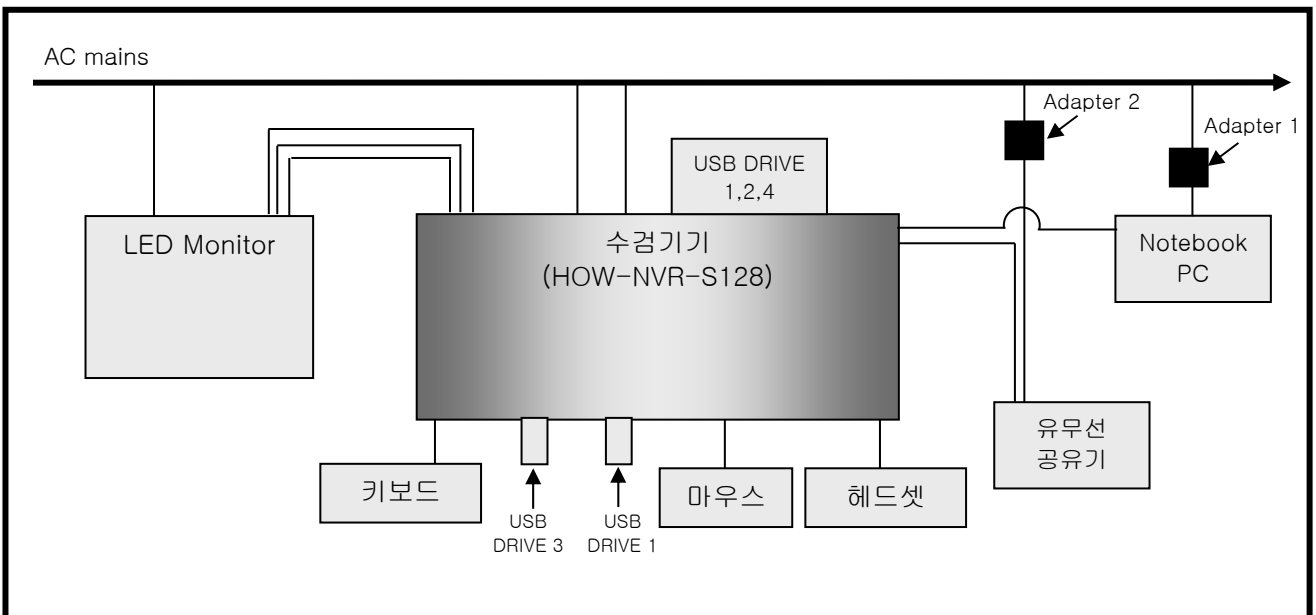 AC mains
Adapter 2
Adapter 1
USB DRIVE
1,2,4
LED Monitor
수검기기
(HOW-NVR-S128)
Notebook
PC
유무선
공유기
키보드
마우스
헤드셋
USB
DRIVE 3
USB
DRIVE 1